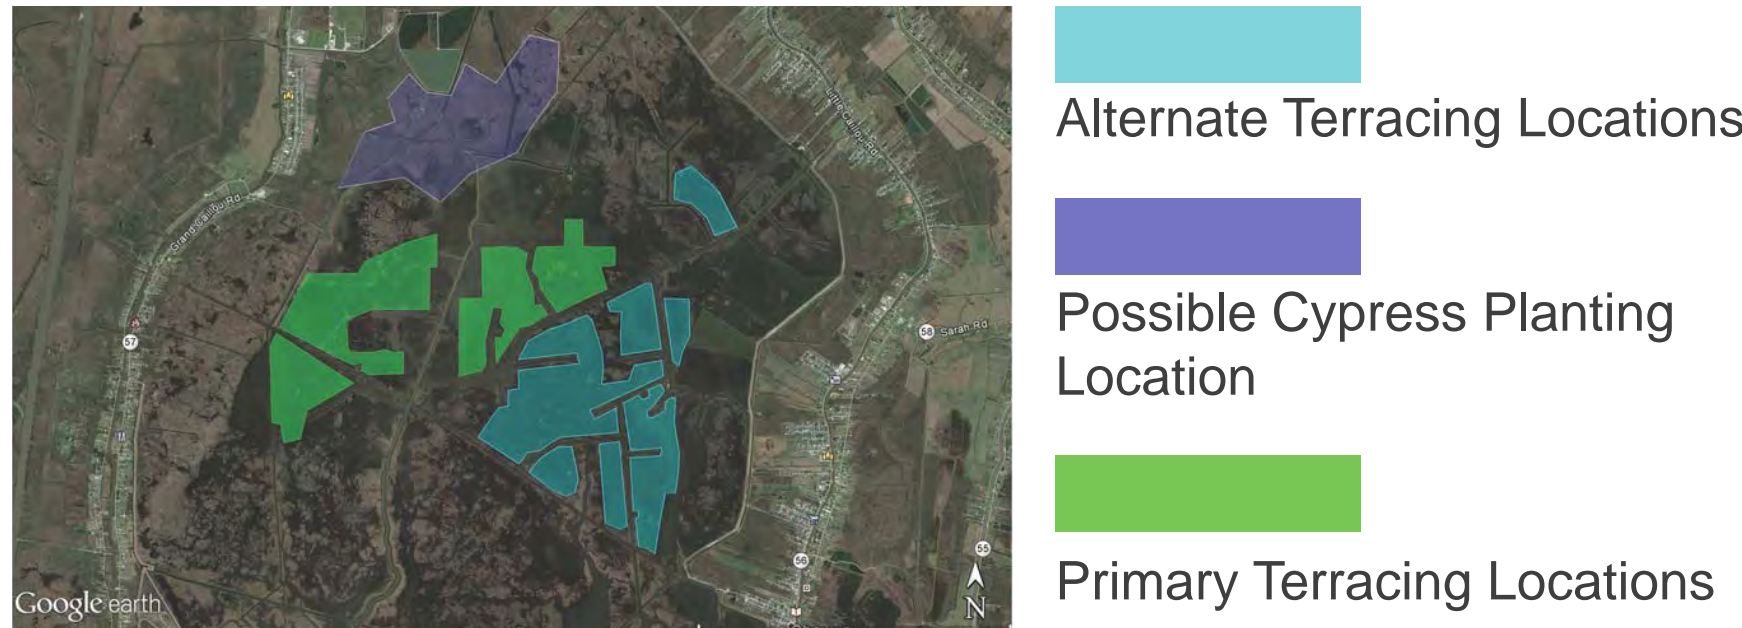 Little Caillou Rd
Grand Caillou Rd
57
58 Sarah Rd
55
56
N
Google earth
Alternate Terracing Locations
Possible Cypress Planting
Location
Primary Terracing Locations